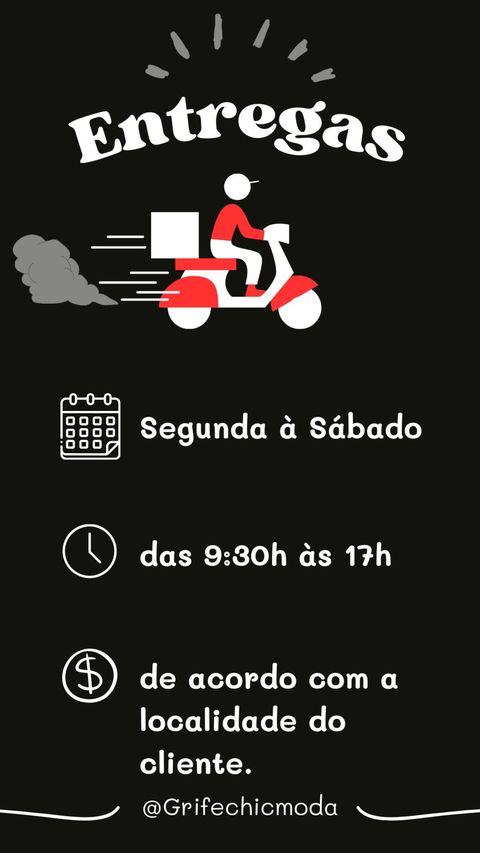 Entregas
Segunda à Sábado
das 9:30h às 17h
de acordo com a
localidade do
cliente.
@Grifechicmoda